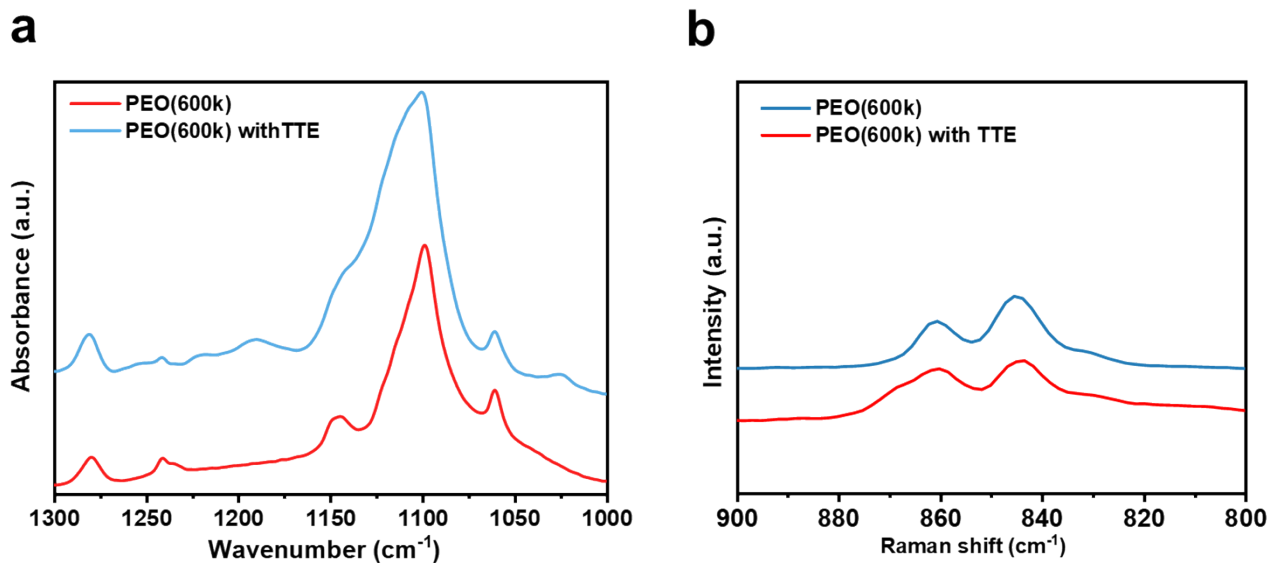 a
PEO(600k)
PEO(600k) withTTE
Absorbance (a.u.)
1300 1250 1200 1150 1100 1050 1000
Wavenumber (cm⁻¹)
b
PEO(600k)
PEO(600k) with TTE
Intensity (a.u.)
900 880 860 840 820 800
Raman shift (cm⁻¹)